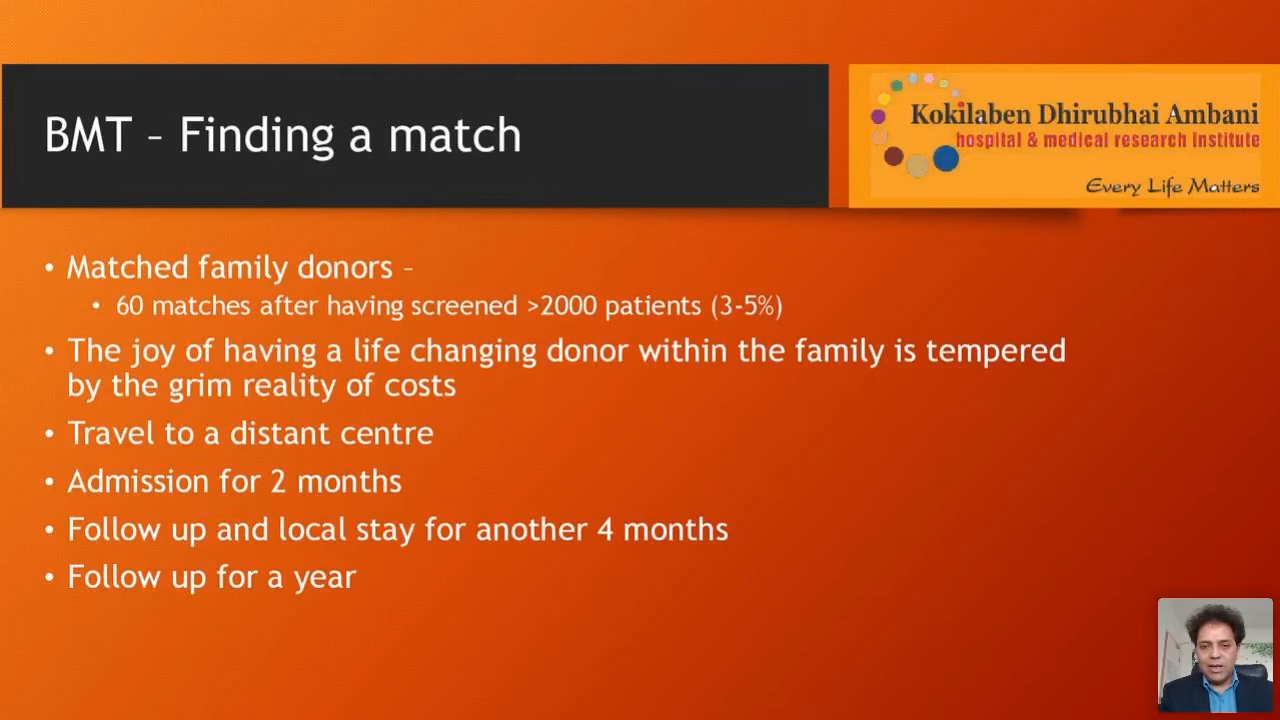 BMT – Finding a match
Kokilaben Dhirubhai Ambani
hospital & medical research institute
Every Life Matters
• Matched family donors –
• 60 matches after having screened >2000 patients (3-5%)
• The joy of having a life changing donor within the family is tempered
by the grim reality of costs
• Travel to a distant centre
• Admission for 2 months
• Follow up and local stay for another 4 months
• Follow up for a year